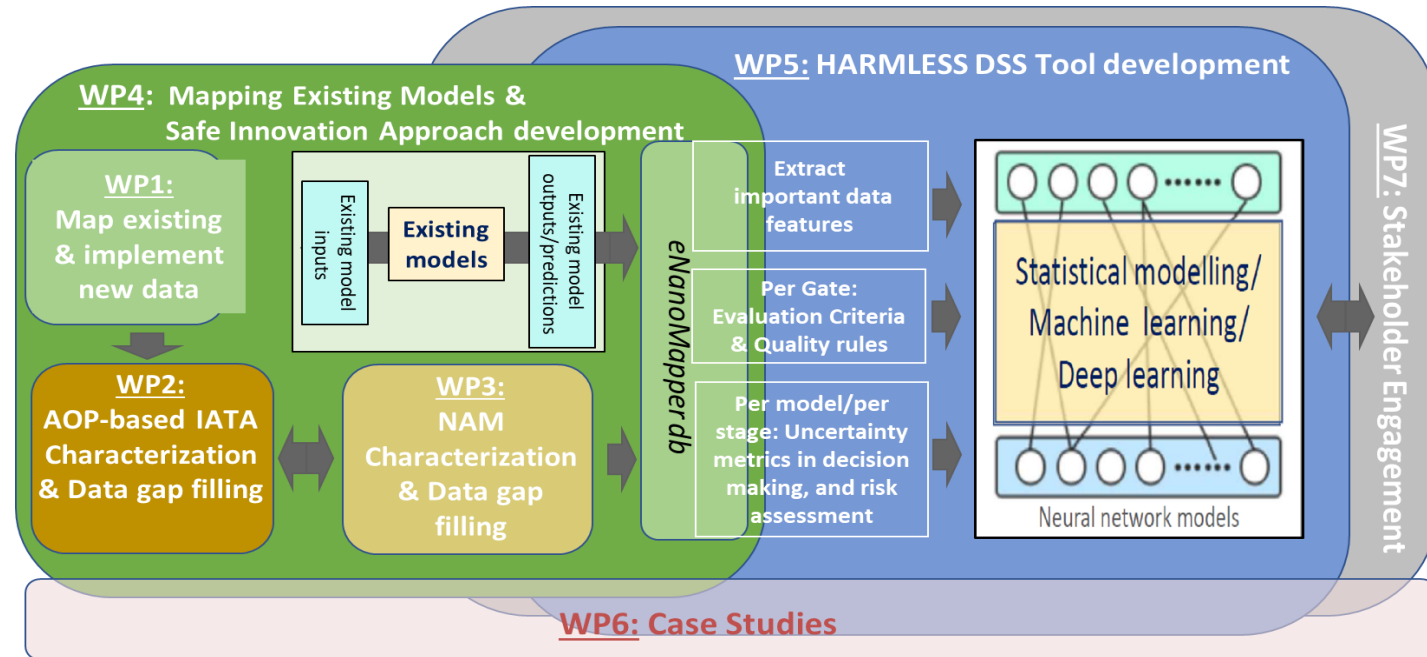 WP5: HARMLESS DSS Tool development
WP4: Mapping Existing Models &
Safe Innovation Approach development
WP1:
Map existing
& implement
new data
Existing model
inputs
Existing
models
Existing model
outputs/predictions
WP2:
AOP-based IATA
Characterization
& Data gap filling
WP3:
NAM
Characterization
& Data gap
filling
eNanoMapper db
Extract
important data
features
Per Gate:
Evaluation Criteria
& Quality rules
Per model/per
stage: Uncertainty
metrics in decision
making, and risk
assessment
Statistical modelling/
Machine learning/
Deep learning
Neural network models
WP7: Stakeholder Engagement
WP6: Case Studies